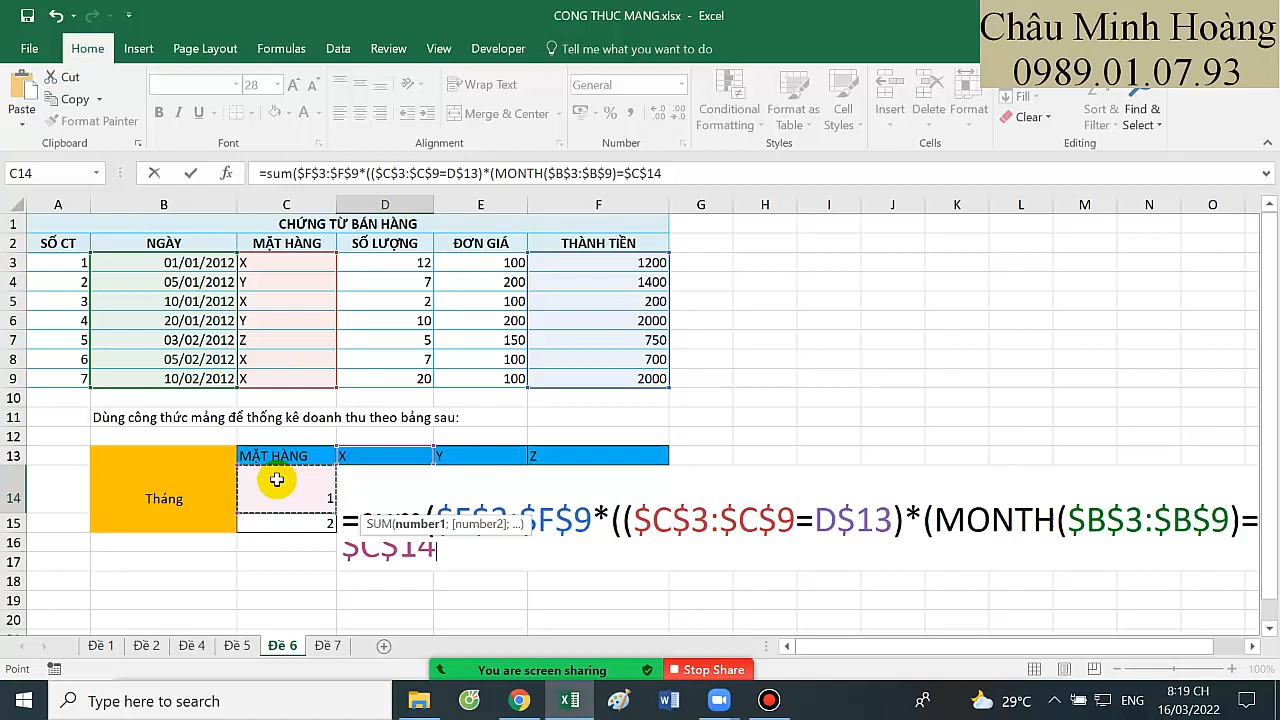 CONG THUC MANG.xlsx - Excel
Châu Minh Hoàng
0989.01.07.93
File Home Insert Page Layout Formulas Data Review View Developer Tell me what you want to do
Paste Cut Copy Format Painter
28
Wrap Text
Merge & Center
General
Conditional Formatting Format as Table Cell Styles Insert Delete Format
Fill
Clear
Sort & Filter Find & Select
Clipboard Font Alignment Number Styles Cells Editing
C14 =sum($F$3:$F$9*(($C$3:$C$9=D$13)*(MONTH($B$3:$B$9)=$C$14
A B C D E F G H I J K L M N O
1 CHỨNG TỪ BÁN HÀNG
2 SỐ CT NGÀY MẶT HÀNG SỐ LƯỢNG ĐƠN GIÁ THÀNH TIỀN
3 1 01/01/2012 X 12 100 1200
4 2 05/01/2012 Y 7 200 1400
5 3 10/01/2012 X 2 100 200
6 4 20/01/2012 Y 10 200 2000
7 5 03/02/2012 Z 5 150 750
8 6 05/02/2012 X 7 100 700
9 7 10/02/2012 X 20 100 2000
10
11 Dùng công thức mảng để thống kê doanh thu theo bảng sau:
12
13 MẶT HÀNG X Y Z
14 Tháng 1
15 2
=sum($F$3:$F$9*(($C$3:$C$9=D$13)*(MONTH($B$3:$B$9)=
$C$14
SUM(number1; [number2]; ...)
16
17
18
19
20
Đề 1 Đề 2 Đề 4 Đề 5 Đề 6 Đề 7
Point
You are screen sharing Stop Share
100%
Type here to search
29°C ENG 8:19 CH
16/03/2022